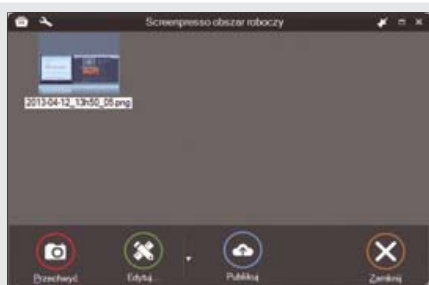 Screenpresso obszar roboczy
2013-04-12_13h50_05.png
Przechwyć
Edytuj...
Publikuj
Zamknij